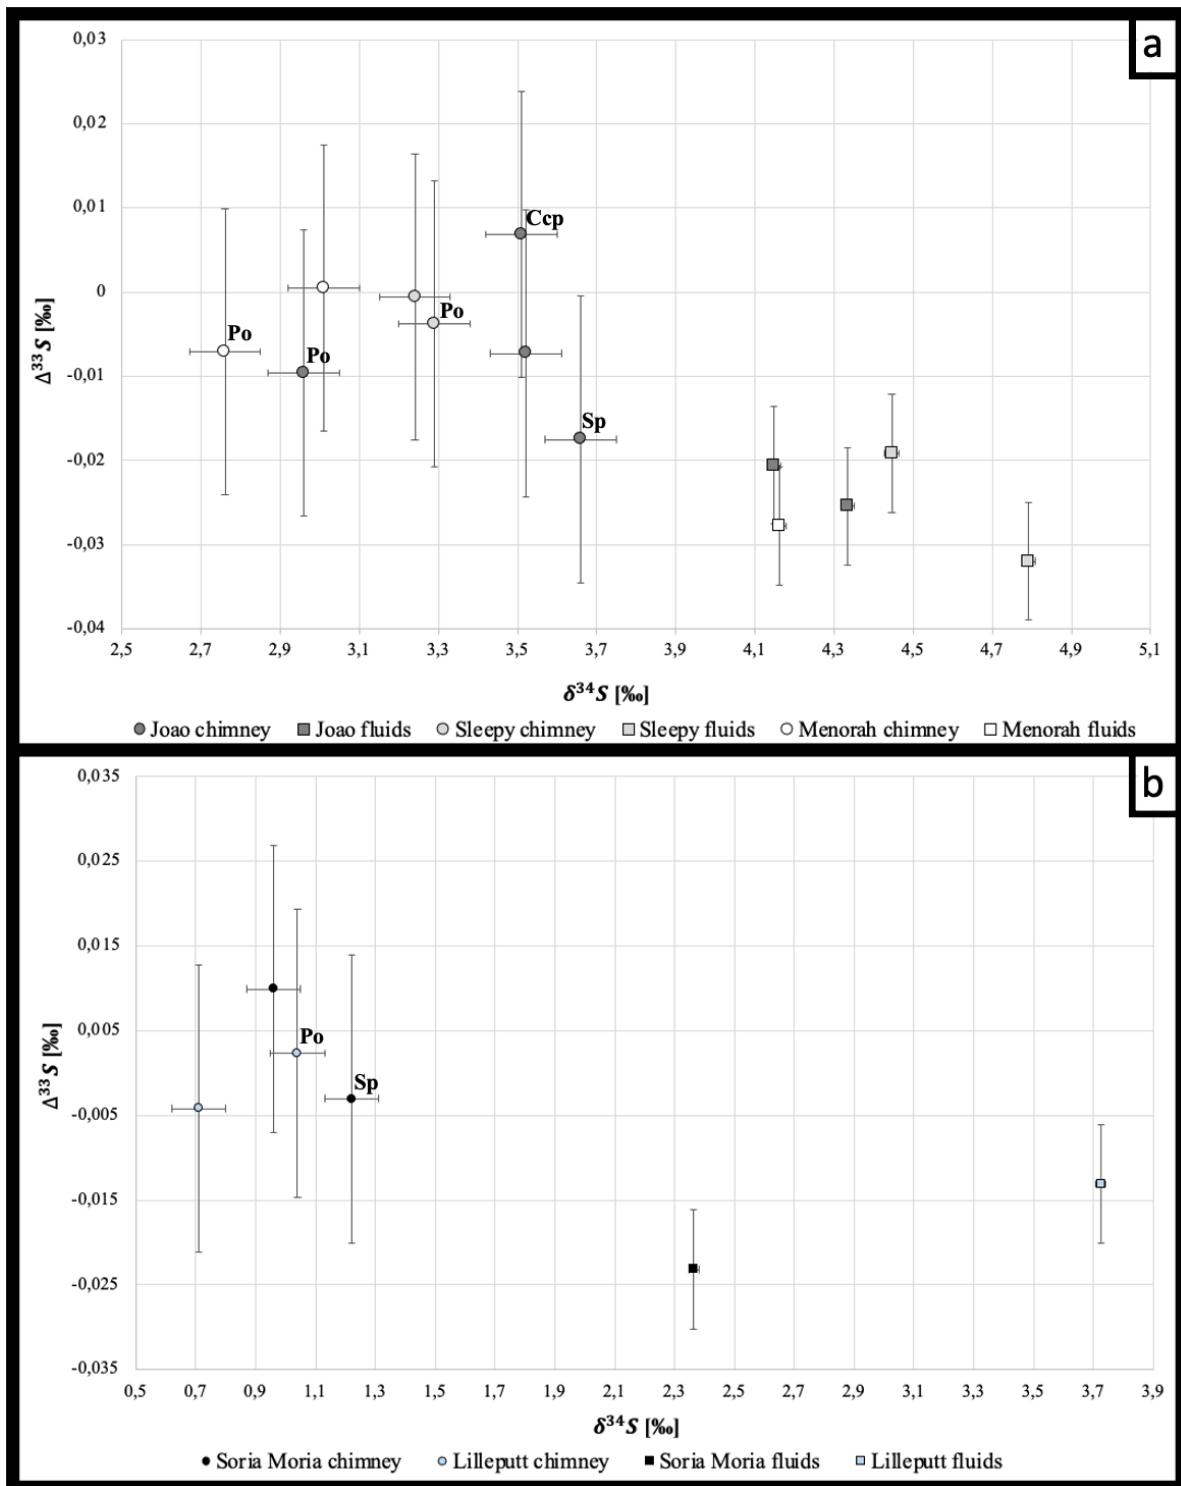 a
0,03
0,02
0,01
0
-0,01
-0,02
-0,03
-0,04
Δ³³S [‰]
Ccp
Po
Po
Po
Sp
2,5 2,7 2,9 3,1 3,3 3,5 3,7 3,9 4,1 4,3 4,5 4,7 4,9 5,1
δ³⁴S [‰]
Joao chimney Joao fluids Sleepy chimney Sleepy fluids Menorah chimney Menorah fluids
b
0,035
0,025
0,015
0,005
-0,005
-0,015
-0,025
-0,035
Δ³³S [‰]
Po
Sp
0,5 0,7 0,9 1,1 1,3 1,5 1,7 1,9 2,1 2,3 2,5 2,7 2,9 3,1 3,3 3,5 3,7 3,9
δ³⁴S [‰]
Soria Moria chimney Lilleputt chimney Soria Moria fluids Lilleputt fluids